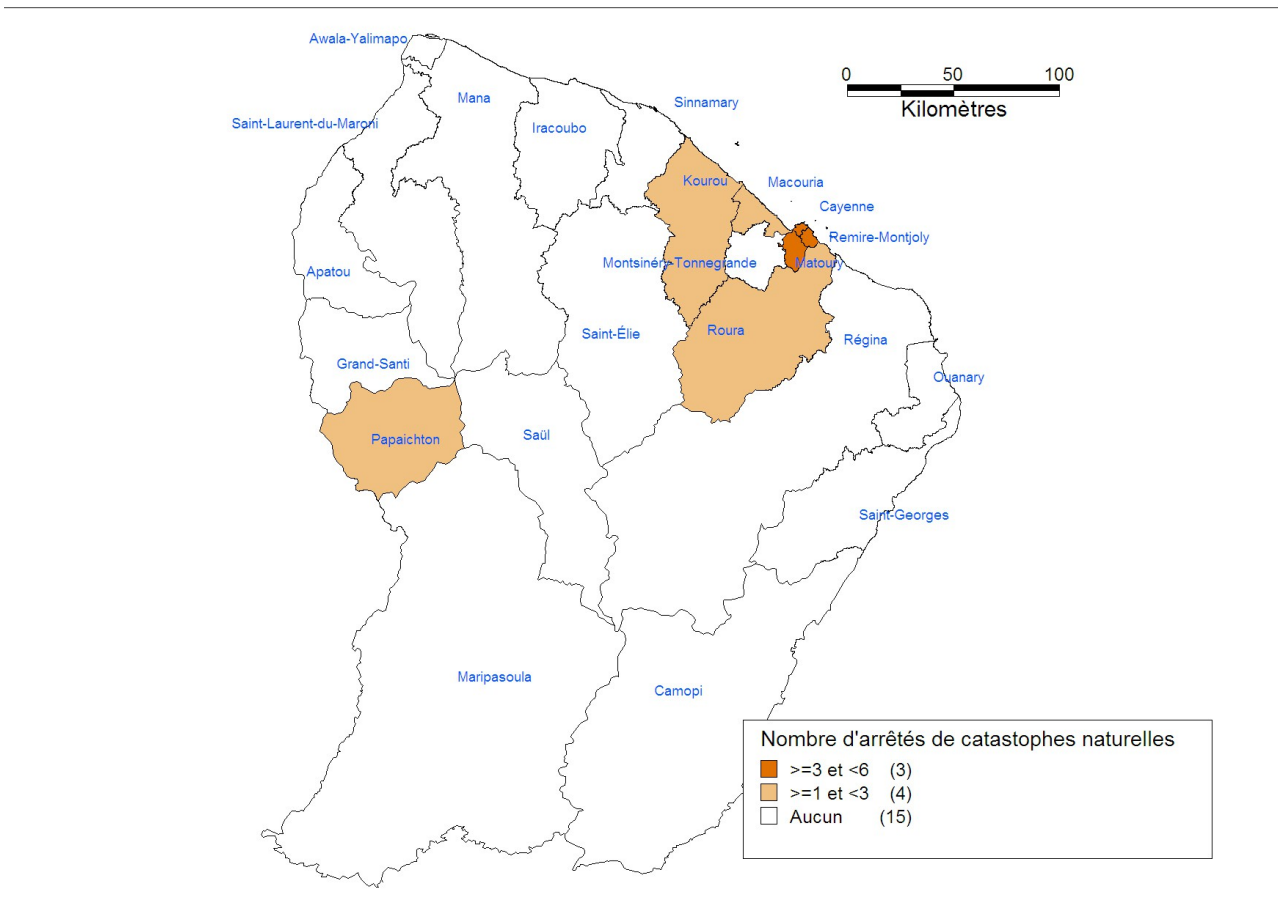 Awala-Yalimapo
0 50 100
Kilomètres
Mana
Sinnamary
Saint-Laurent-du-Maroni
Iracoubo
Kourou
Macouria
Cayenne
Remire-Montjoly
Montsinéry-Tonnegrande
Matoury
Apatou
Saint-Élie
Roura
Régina
Grand-Santi
Ouanary
Papaichton
Saül
Saint-Georges
Maripasoula
Camopi
Nombre d'arrêtés de catastophes naturelles
>=3 et <6 (3)
>=1 et <3 (4)
Aucun (15)